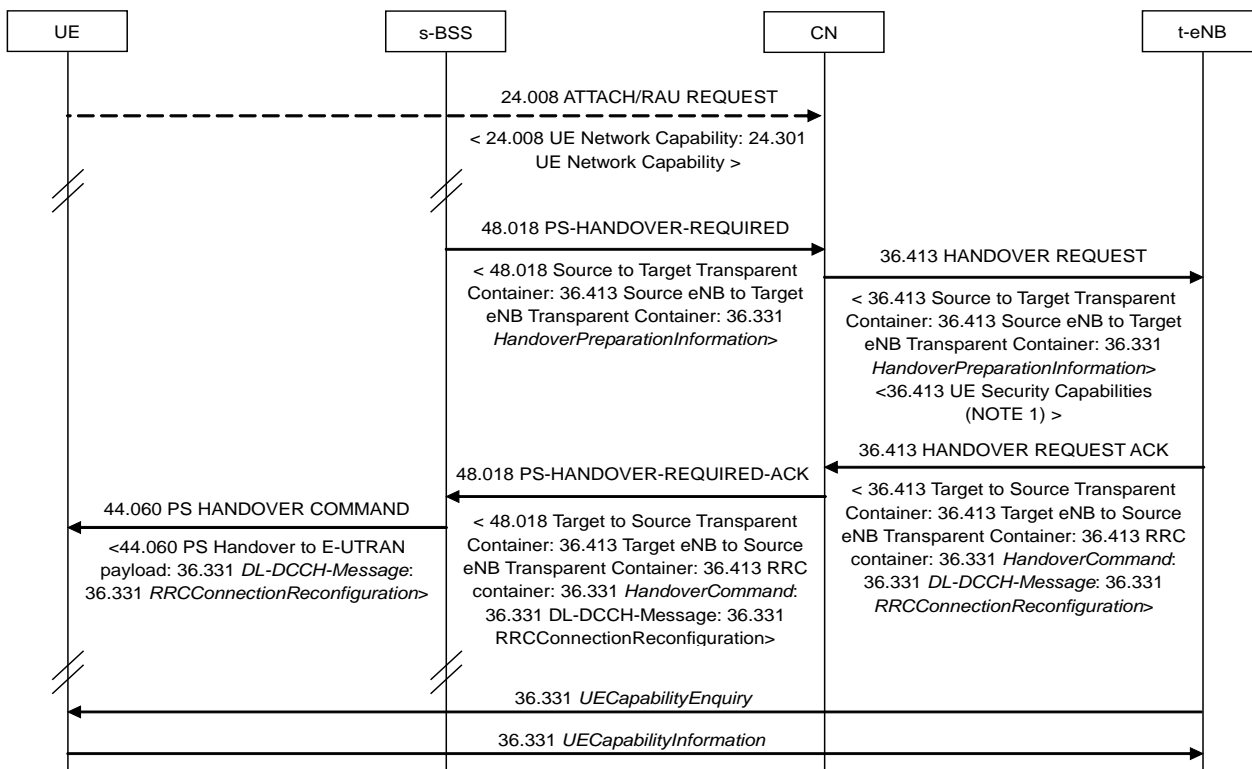 UE
s-BSS
CN
t-eNB
24.008 ATTACH/RAU REQUEST
< 24.008 UE Network Capability: 24.301
UE Network Capability >
48.018 PS-HANDOVER-REQUIRED
< 48.018 Source to Target Transparent
Container: 36.413 Source eNB to Target
eNB Transparent Container: 36.331
HandoverPreparationInformation>
36.413 HANDOVER REQUEST
< 36.413 Source to Target Transparent
Container: 36.413 Source eNB to Target
eNB Transparent Container: 36.331
HandoverPreparationInformation>
<36.413 UE Security Capabilities
(NOTE 1) >
36.413 HANDOVER REQUEST ACK
< 36.413 Target to Source Transparent
Container: 36.413 Target eNB to Source
eNB Transparent Container: 36.413 RRC
container: 36.331 HandoverCommand:
36.331 DL-DCCH-Message: 36.331
RRCConnectionReconfiguration>
48.018 PS-HANDOVER-REQUIRED-ACK
< 48.018 Target to Source Transparent
Container: 36.413 Target eNB to Source
eNB Transparent Container: 36.413 RRC
container: 36.331 HandoverCommand:
36.331 DL-DCCH-Message: 36.331
RRCConnectionReconfiguration>
44.060 PS HANDOVER COMMAND
<44.060 PS Handover to E-UTRAN
payload: 36.331 DL-DCCH-Message:
36.331 RRCConnectionReconfiguration>
36.331 UECapabilityEnquiry
36.331 UECapabilityInformation